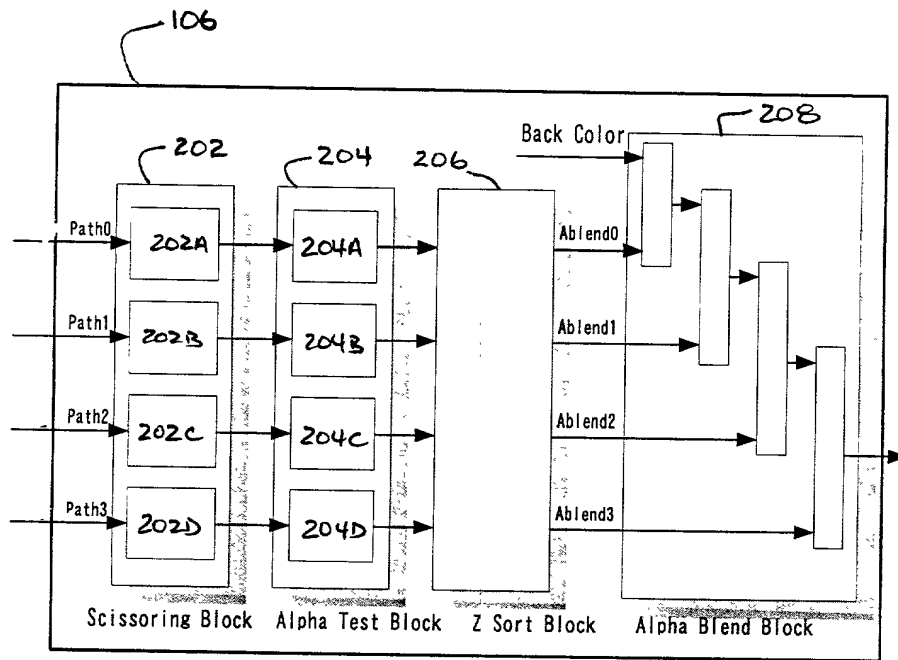 106
208
Back Color
202
204
206
Path0
202A
204A
Ablend0
Path1
202B
204B
Ablend1
Path2
202C
204C
Ablend2
Path3
202D
204D
Ablend3
Scissoring Block
Alpha Test Block
Z Sort Block
Alpha Blend Block